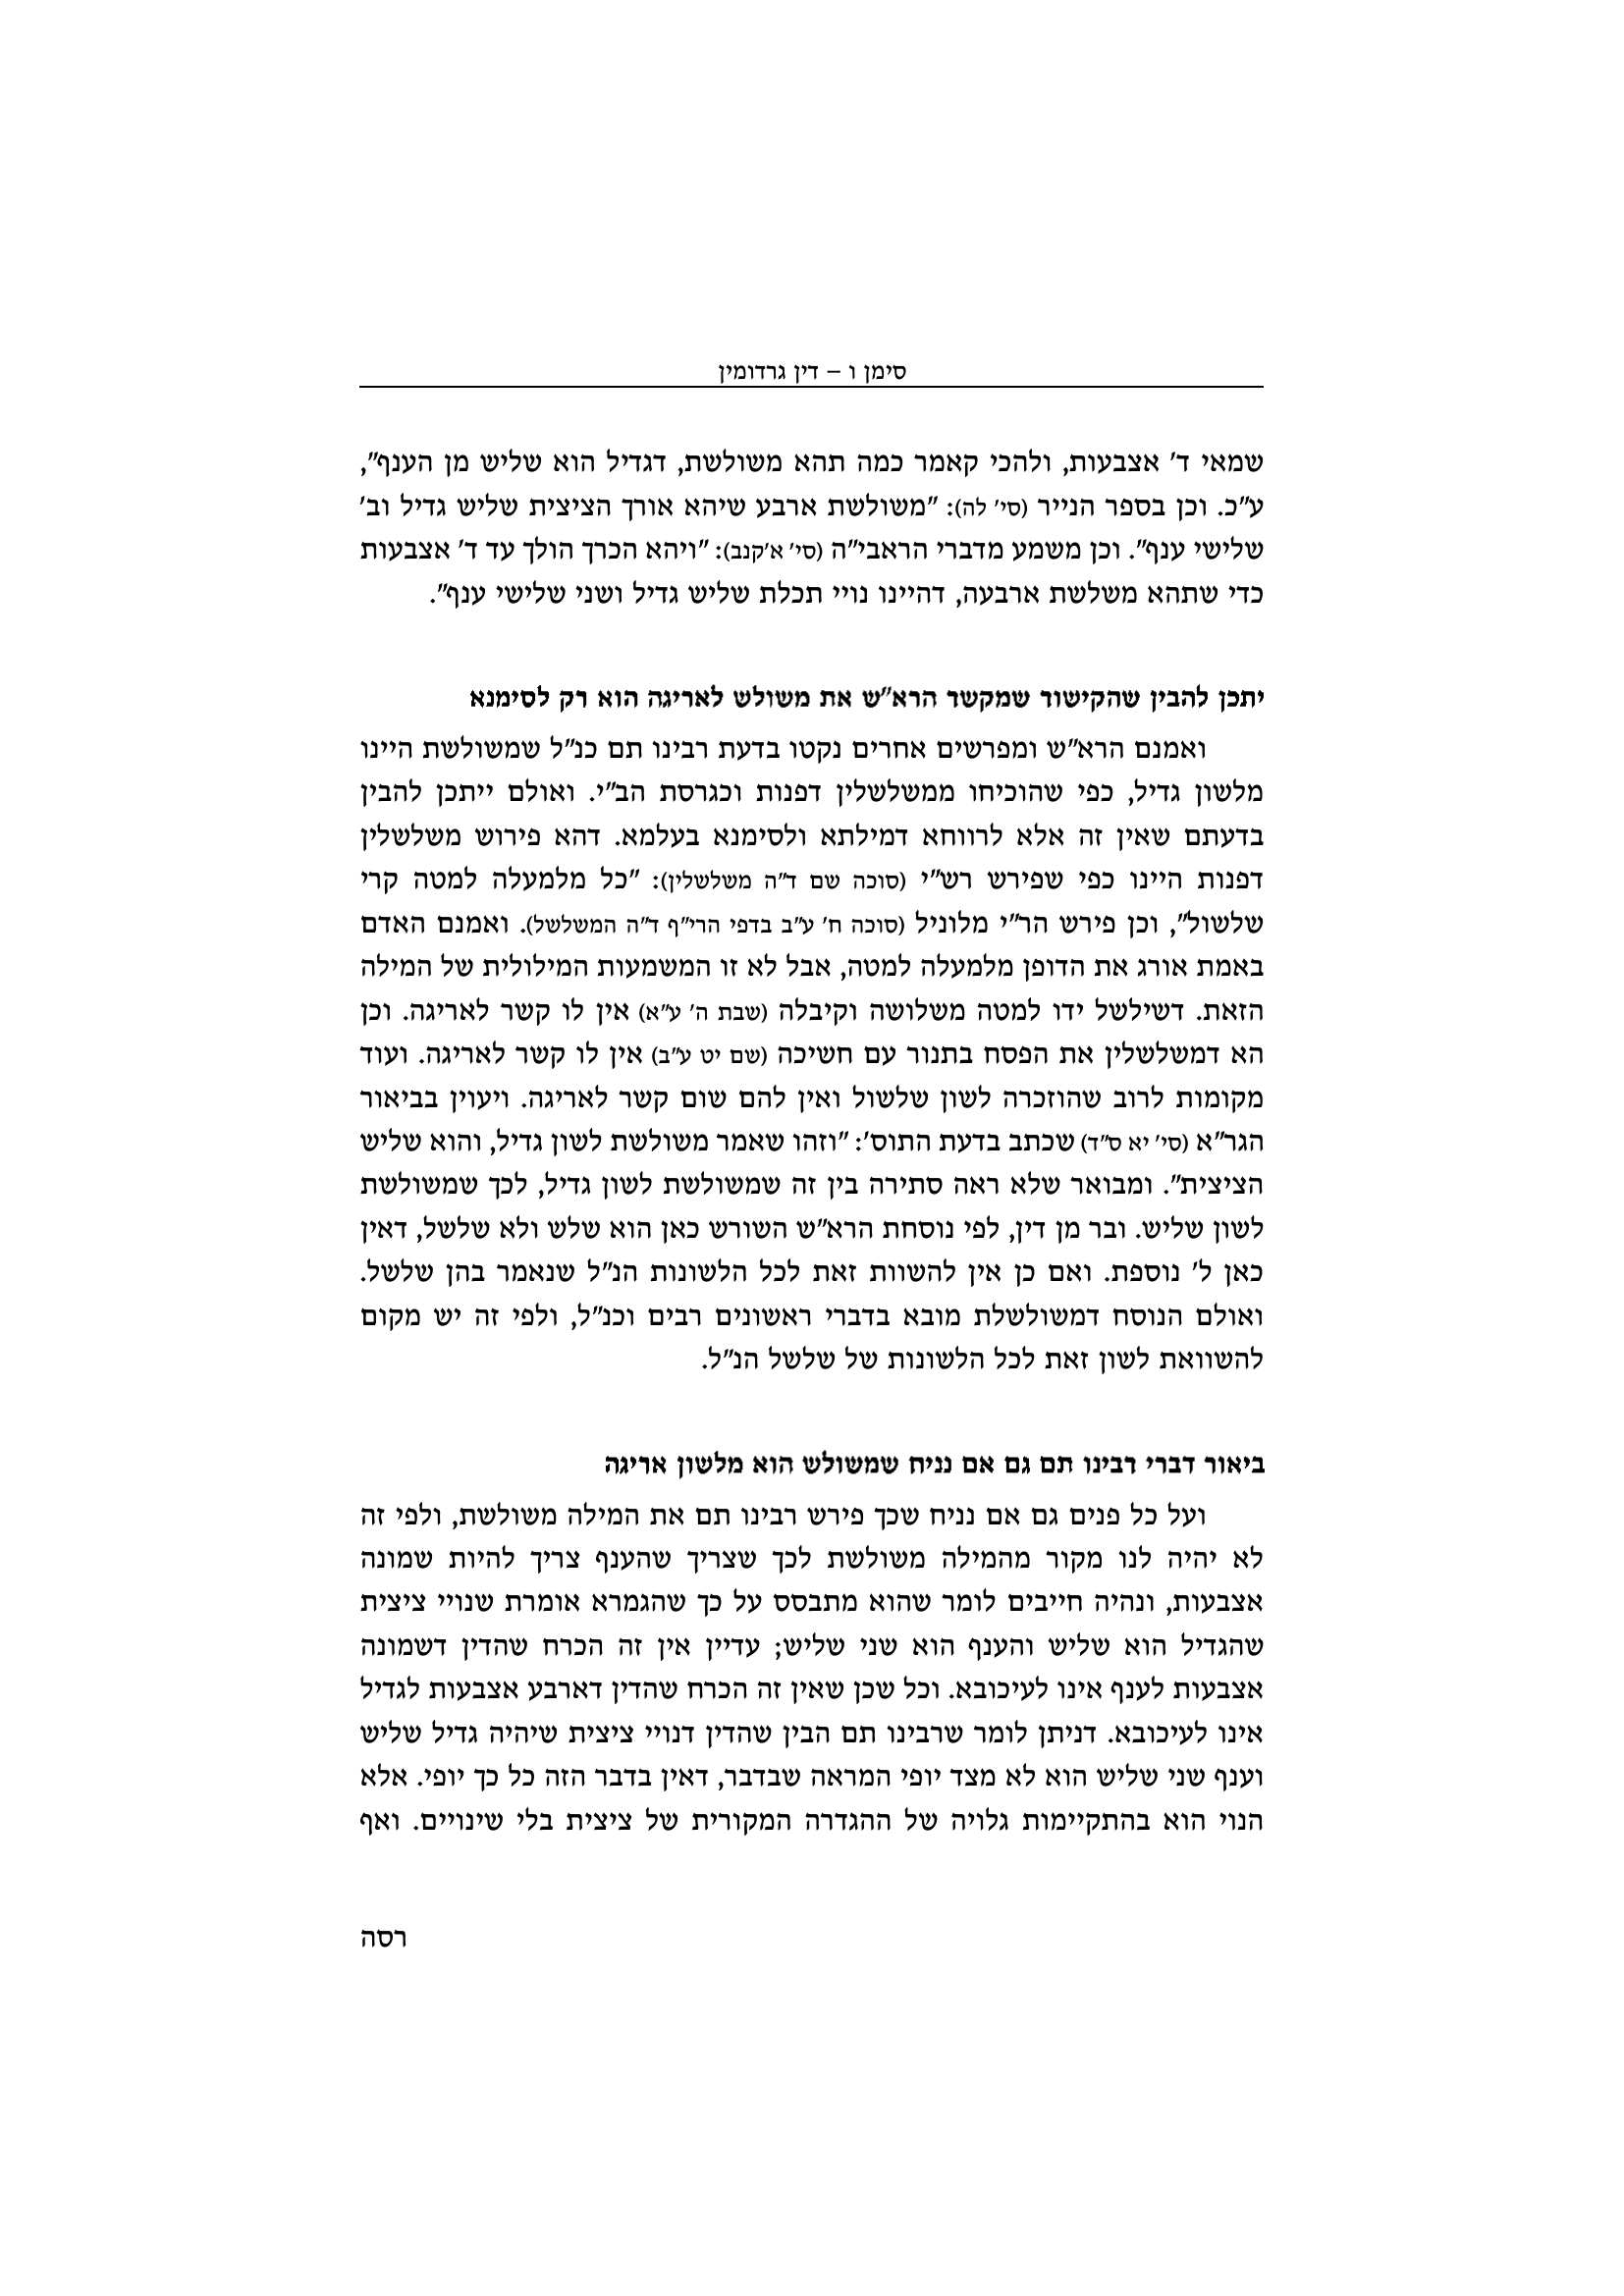 סימן ו – דין גרדומין
שמאי ד' אצבעות, ולהכי קאמר כמה תהא משולשת, דגדיל הוא שליש מן הענף",
ע"כ. וכן בספר הנייר (סי' לה): "משולשת ארבע שיהא אורך הציצית שליש גדיל וב'
שלישי ענף". וכן משמע מדברי הראבי"ה (סי' א'קנב): "ויהא הכרך הולך עד ד' אצבעות
כדי שתהא משלשת ארבעה, דהיינו נויי תכלת שליש גדיל ושני שלישי ענף".
יתכן להבין שהקישור שמקשר הרא"ש את משולש לאריגה הוא רק לסימנא
ואמנם הרא"ש ומפרשים אחרים נקטו בדעת רבינו תם כנ"ל שמשולשת היינו
מלשון גדיל, כפי שהוכיחו ממשלשלין דפנות וכגרסת הב"י. ואולם ייתכן להבין
בדעתם שאין זה אלא לרווחא דמילתא ולסימנא בעלמא. דהא פירוש משלשלין
דפנות היינו כפי שפירש רש"י (סוכה שם ד"ה משלשלין): "כל מלמעלה למטה קרי
שלשול", וכן פירש הר"י מלוניל (סוכה ח' ע"ב בדפי הרי"ף ד"ה המשלשל). ואמנם האדם
באמת אורג את הדופן מלמעלה למטה, אבל לא זו המשמעות המילולית של המילה
הזאת. דשילשל ידו למטה משלושה וקיבלה (שבת ה' ע"א) אין לו קשר לאריגה. וכן
הא דמשלשלין את הפסח בתנור עם חשיכה (שם יט ע"ב) אין לו קשר לאריגה. ועוד
מקומות לרוב שהוזכרה לשון שלשול ואין להם שום קשר לאריגה. ויעוין בביאור
הגר"א (סי' יא ס"ד) שכתב בדעת התוס': "וזהו שאמר משולשת לשון גדיל, והוא שליש
הציצית". ומבואר שלא ראה סתירה בין זה שמשולשת לשון גדיל, לכך שמשולשת
לשון שליש. ובר מן דין, לפי נוסחת הרא"ש השורש כאן הוא שלש ולא שלשל, דאין
כאן ל' נוספת. ואם כן אין להשוות זאת לכל הלשונות הנ"ל שנאמר בהן שלשל.
ואולם הנוסח דמשולשלת מובא בדברי ראשונים רבים וכנ"ל, ולפי זה יש מקום
להשוואת לשון זאת לכל הלשונות של שלשל הנ"ל.
ביאור דברי רבינו תם גם אם נניח שמשולש הוא מלשון אריגה
ועל כל פנים גם אם נניח שכך פירש רבינו תם את המילה משולשת, ולפי זה
לא יהיה לנו מקור מהמילה משולשת לכך שצריך שהענף צריך להיות שמונה
אצבעות, ונהיה חייבים לומר שהוא מתבסס על כך שהגמרא אומרת שנויי ציצית
שהגדיל הוא שליש והענף הוא שני שליש; עדיין אין זה הכרח שהדין דשמונה
אצבעות לענף אינו לעיכובא. וכל שכן שאין זה הכרח שהדין דארבע אצבעות לגדיל
אינו לעיכובא. דניתן לומר שרבינו תם הבין שהדין דנויי ציצית שיהיה גדיל שליש
וענף שני שליש הוא לא מצד יופי המראה שבדבר, דאין בדבר הזה כל כך יופי. אלא
הנוי הוא בהתקיימות גלויה של ההגדרה המקורית של ציצית בלי שינויים. ואף
רסה